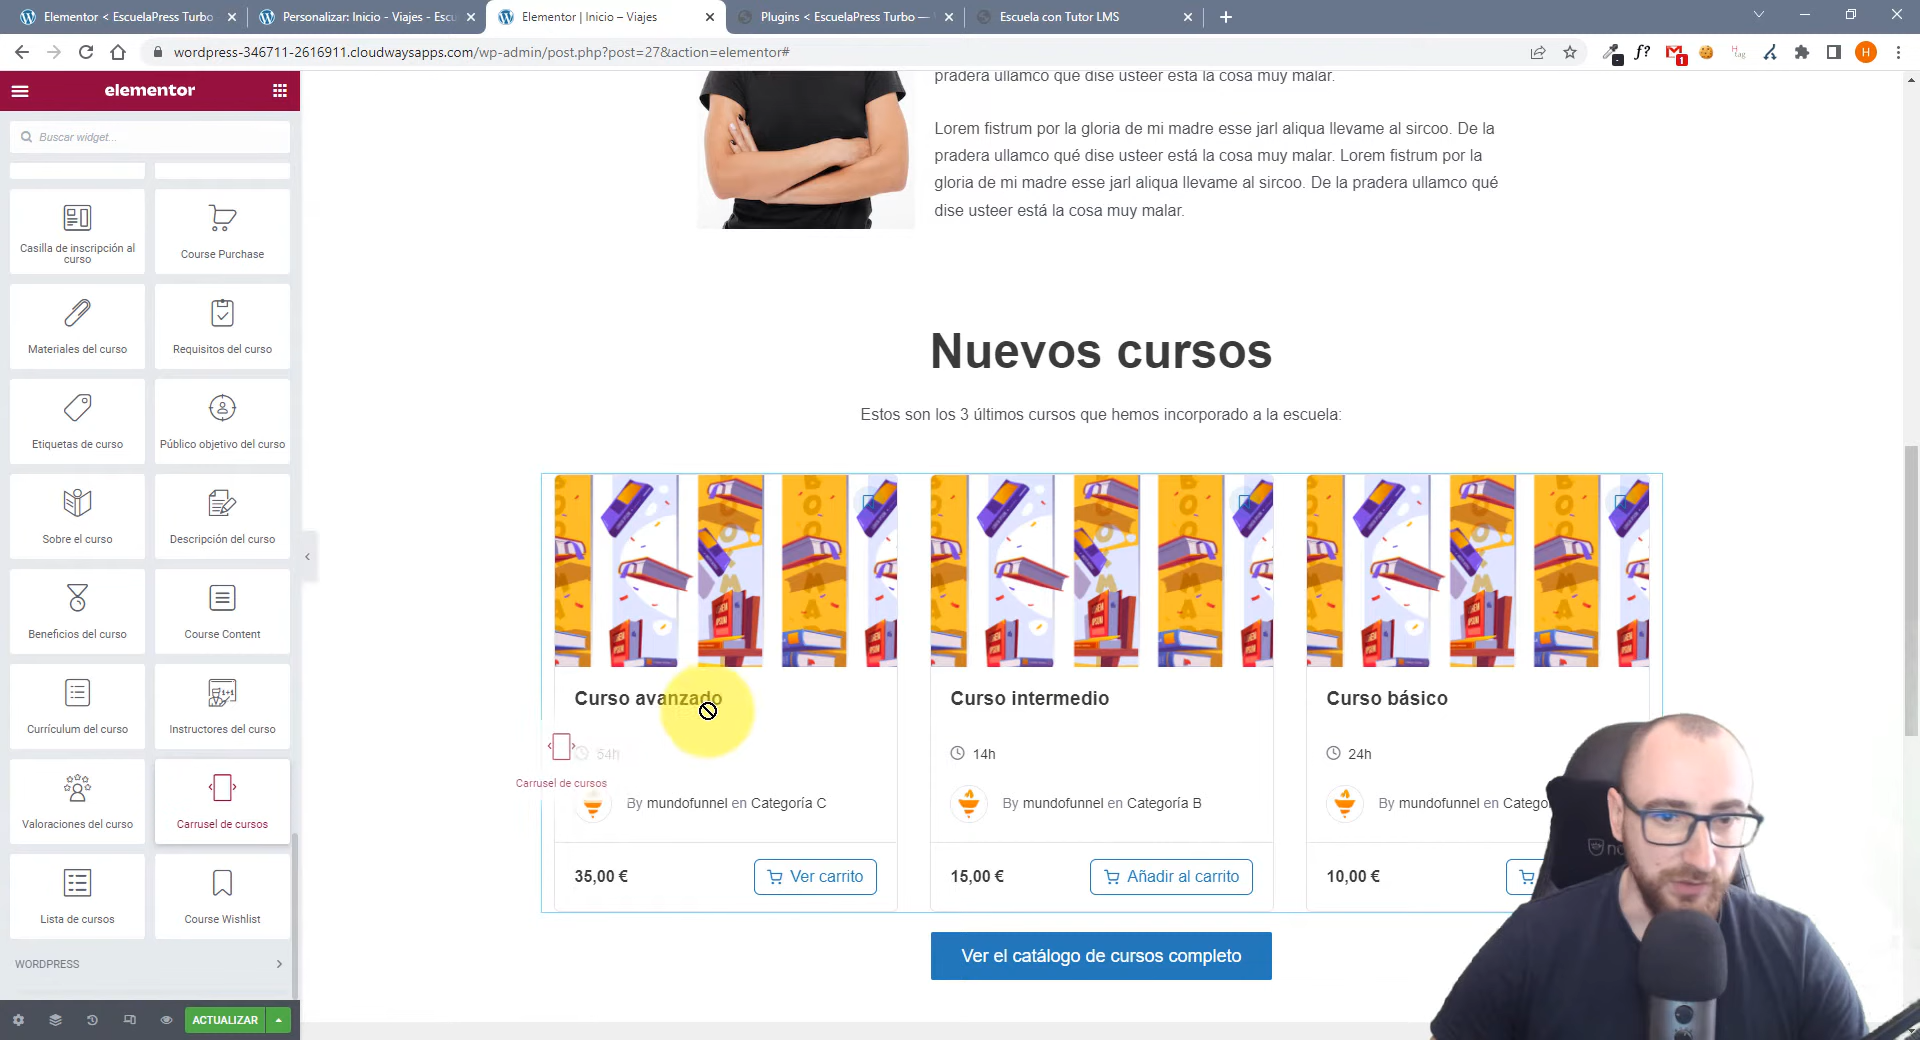 Elementor < EscuelaPress Turbo
Personalizar: Inicio - Viajes - Escu
Elementor | Inicio – Viajes
Plugins < EscuelaPress Turbo —
Escuela con Tutor LMS
wordpress-346711-2616911.cloudwaysapps.com/wp-admin/post.php?post=27&action=elementor#
f?
1
H
elementor
Buscar widget...
Casilla de inscripción al
curso
Course Purchase
Materiales del curso
Requisitos del curso
Etiquetas de curso
Público objetivo del curso
Sobre el curso
Descripción del curso
Beneficios del curso
Course Content
Currículum del curso
Instructores del curso
Valoraciones del curso
Carrusel de cursos
Lista de cursos
Course Wishlist
WORDPRESS
ACTUALIZAR
pradera ullamco qué dise usteer está la cosa muy malar.
Lorem fistrum por la gloria de mi madre esse jarl aliqua llevame al sircoo. De la
pradera ullamco qué dise usteer está la cosa muy malar. Lorem fistrum por la
gloria de mi madre esse jarl aliqua llevame al sircoo. De la pradera ullamco qué
dise usteer está la cosa muy malar.
Nuevos cursos
Estos son los 3 últimos cursos que hemos incorporado a la escuela:
Curso avanzado
54h
Carrusel de cursos
By mundofunnel en Categoría C
35,00 €
Ver carrito
Curso intermedio
14h
By mundofunnel en Categoría B
15,00 €
Añadir al carrito
Curso básico
24h
By mundofunnel en Catego
10,00 €
Ver el catálogo de cursos completo